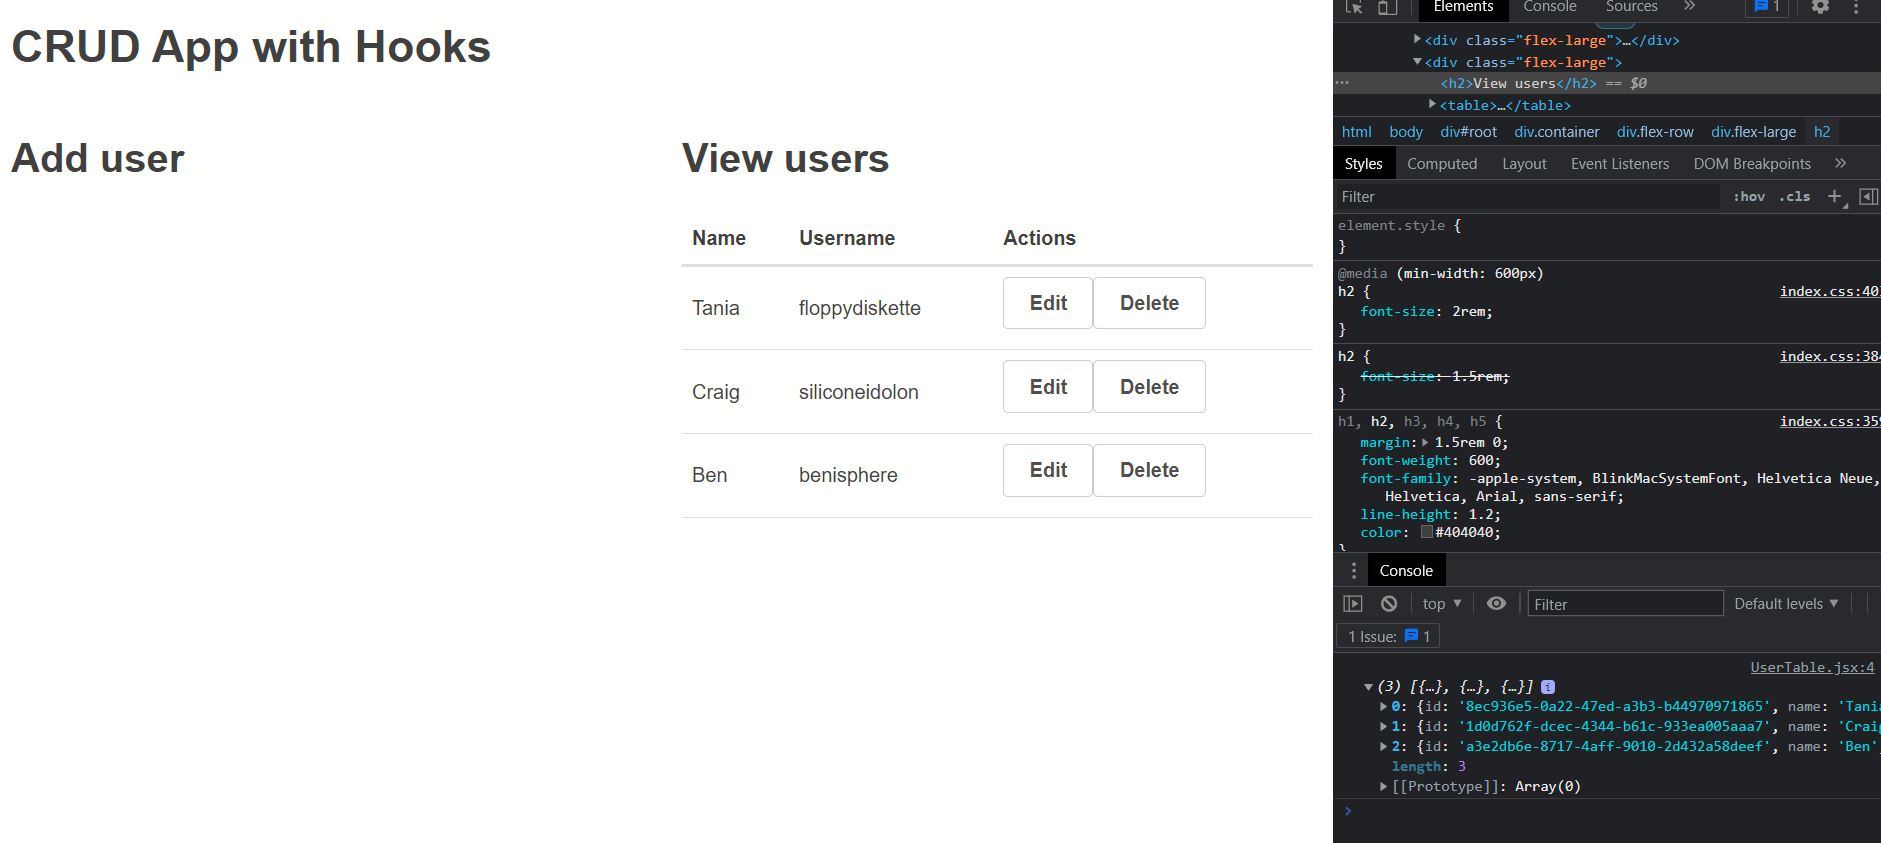 CRUD App with Hooks
Add user
View users
Name Username Actions
Tania floppydiskette Edit Delete
Craig siliconeidolon Edit Delete
Ben benisphere Edit Delete
Elements Console Sources » 1
<div class="flex-large">…</div>
<div class="flex-large">
<h2>View users</h2> == $0
<table>…</table>
html body div#root div.container div.flex-row div.flex-large h2
Styles Computed Layout Event Listeners DOM Breakpoints »
Filter :hov .cls +
element.style {
}
@media (min-width: 600px)
h2 { index.css:403
font-size: 2rem;
}
h2 { index.css:384
font-size: 1.5rem;
}
h1, h2, h3, h4, h5 { index.css:359
margin: 1.5rem 0;
font-weight: 600;
font-family: -apple-system, BlinkMacSystemFont, Helvetica Neue,
Helvetica, Arial, sans-serif;
line-height: 1.2;
color: #404040;
}
Console
top Filter Default levels
1 Issue: 1
UserTable.jsx:4
(3) [{…}, {…}, {…}] i
0: {id: '8ec936e5-0a22-47ed-a3b3-b44970971865', name: 'Tania
1: {id: '1d0d762f-dcec-4344-b61c-933ea005aaa7', name: 'Craig
2: {id: 'a3e2db6e-8717-4aff-9010-2d432a58deef', name: 'Ben',
length: 3
[[Prototype]]: Array(0)